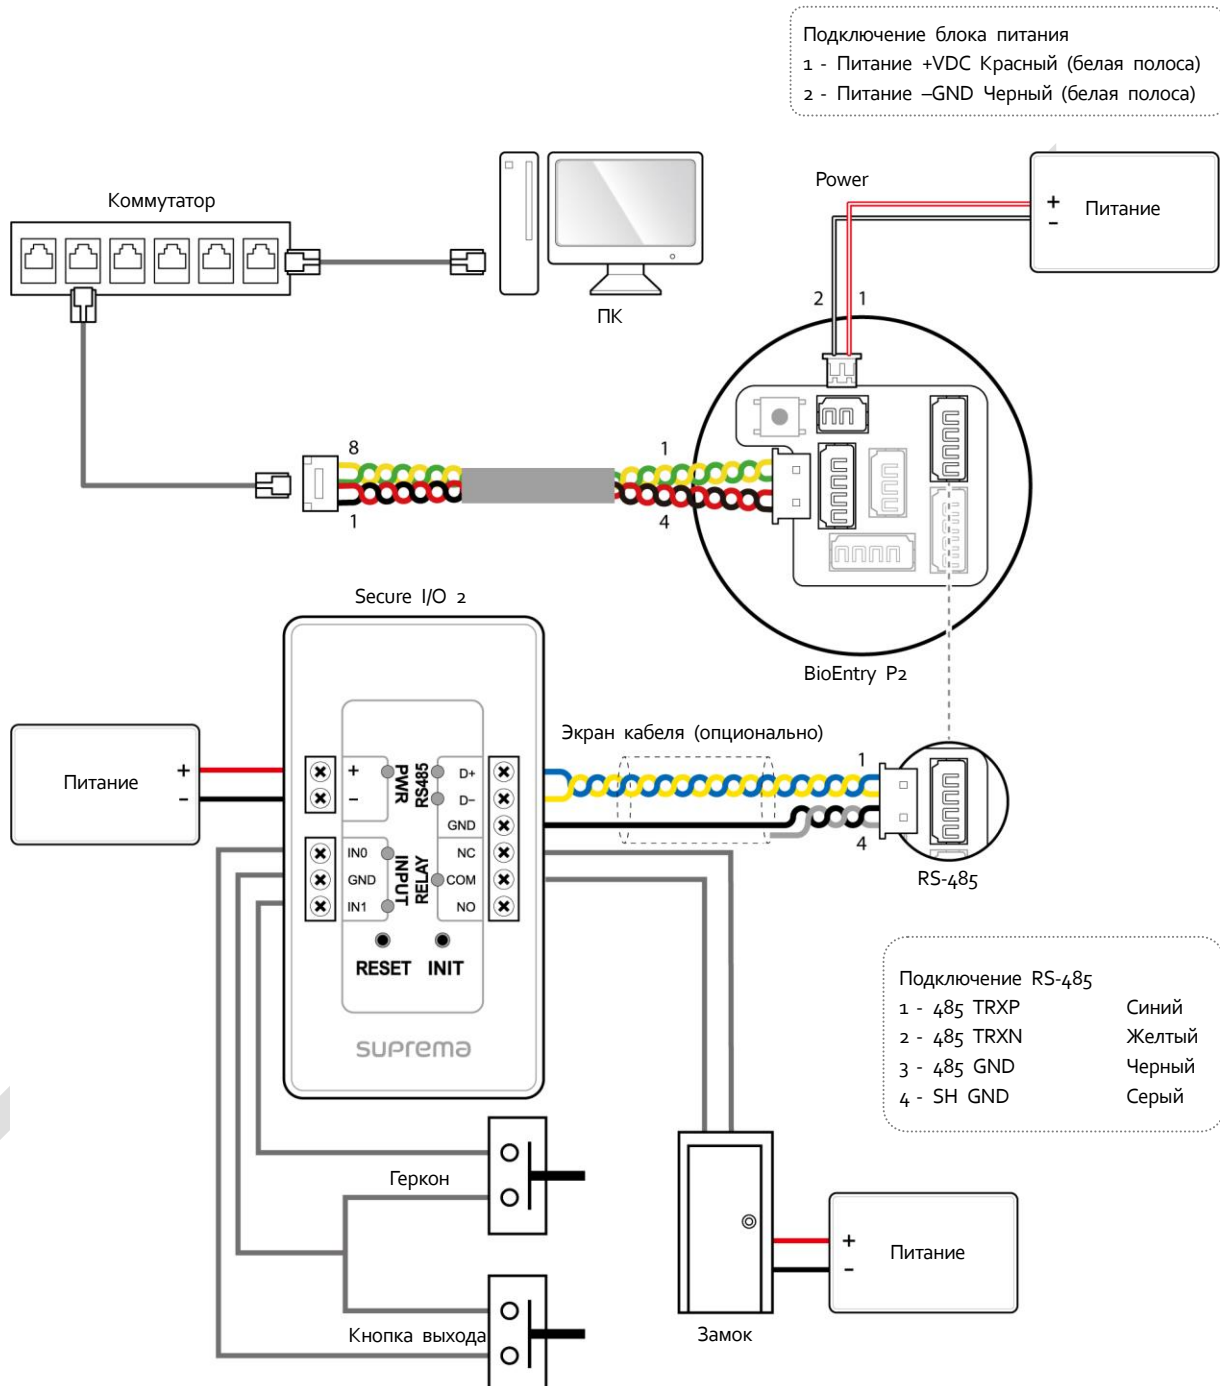 Подключение блока питания
1 - Питание +VDC Красный (белая полоса)
2 - Питание –GND Черный (белая полоса)
Коммутатор
ПК
Power
+
−
Питание
2 1
8
1
1
4
BioEntry P2
Secure I/O 2
Питание
+
-
+
−
PWR
RS485
D+
D−
GND
IN0
GND
IN1
INPUT
RELAY
NC
COM
NO
RESET INIT
suprema
Экран кабеля (опционально)
1
4
RS-485
Подключение RS-485
1 - 485 TRXP Синий
2 - 485 TRXN Желтый
3 - 485 GND Черный
4 - SH GND Серый
Геркон
Кнопка выхода
Замок
+
−
Питание